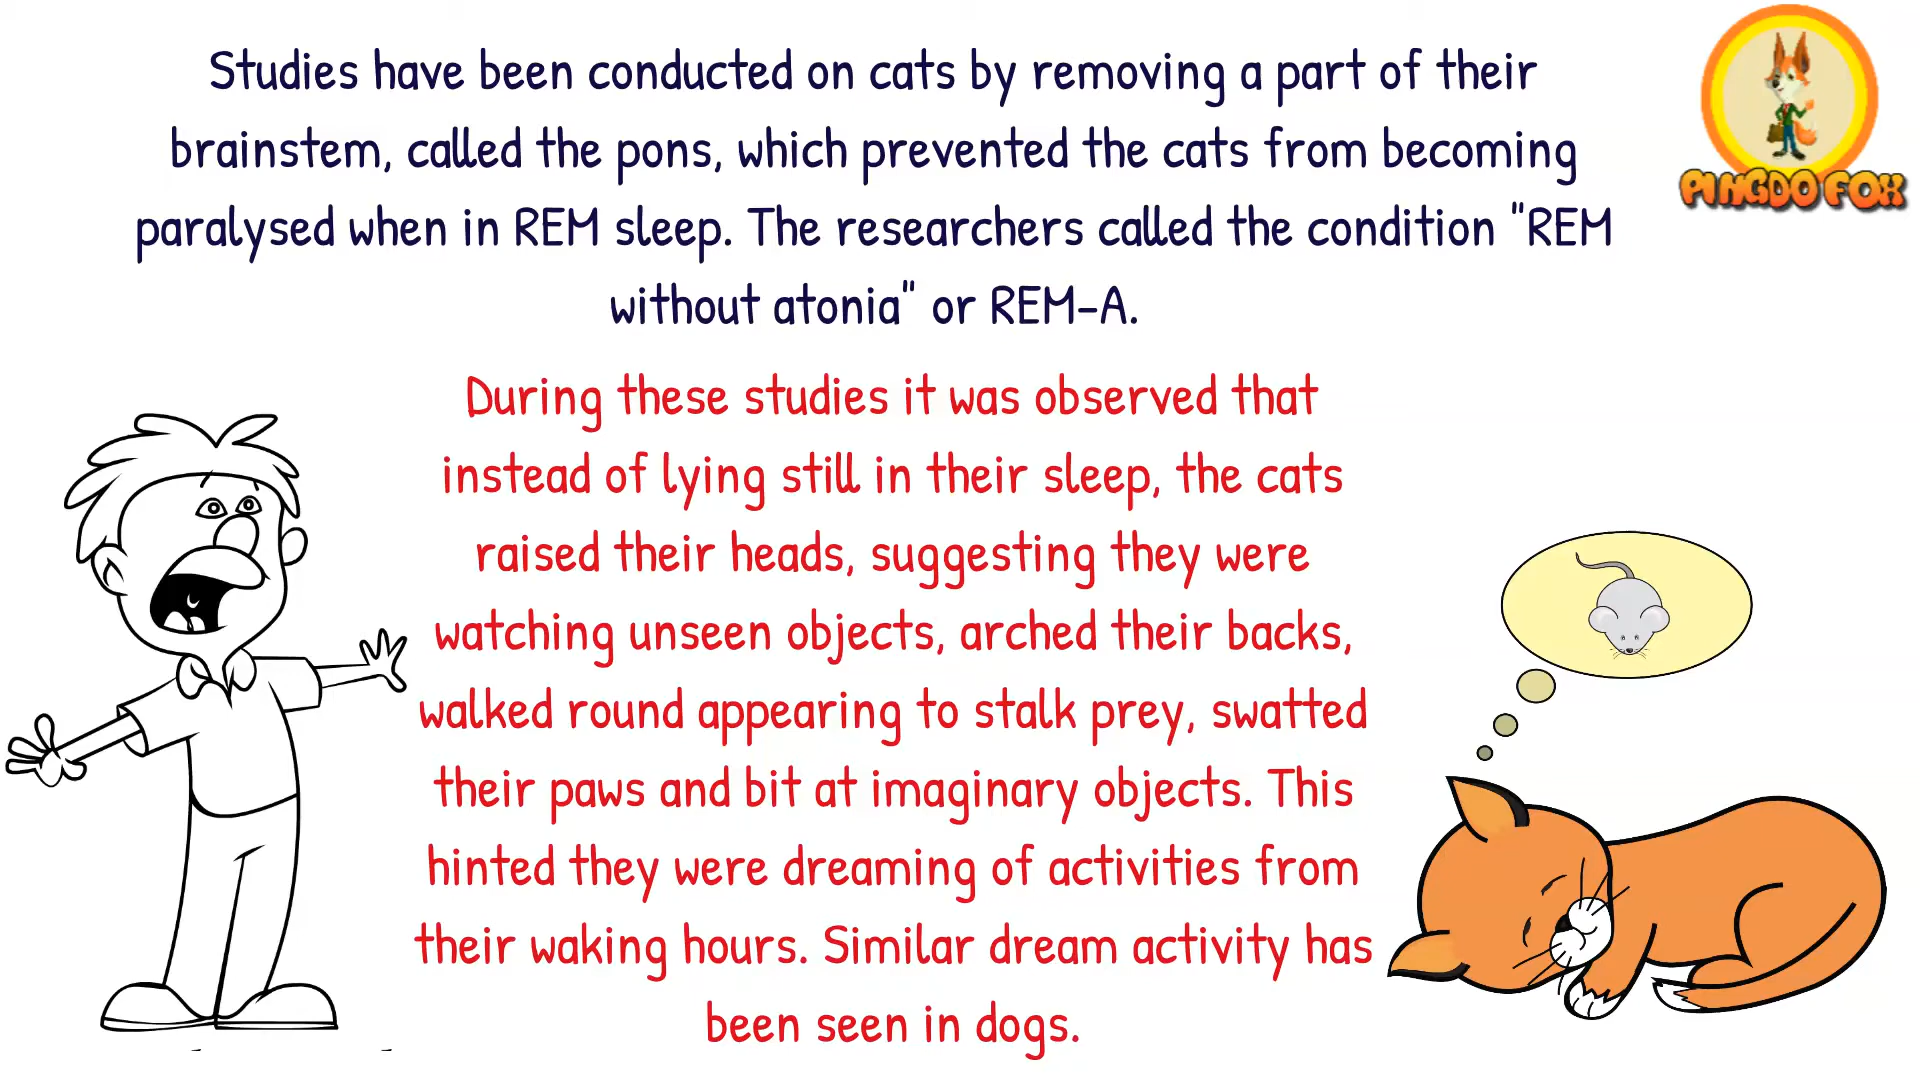 Studies have been conducted on cats by removing a part of their
brainstem, called the pons, which prevented the cats from becoming
paralysed when in REM sleep. The researchers called the condition "REM
without atonia" or REM-A.
PINGDO FOX
During these studies it was observed that
instead of lying still in their sleep, the cats
raised their heads, suggesting they were
watching unseen objects, arched their backs,
walked round appearing to stalk prey, swatted
their paws and bit at imaginary objects. This
hinted they were dreaming of activities from
their waking hours. Similar dream activity has
been seen in dogs.